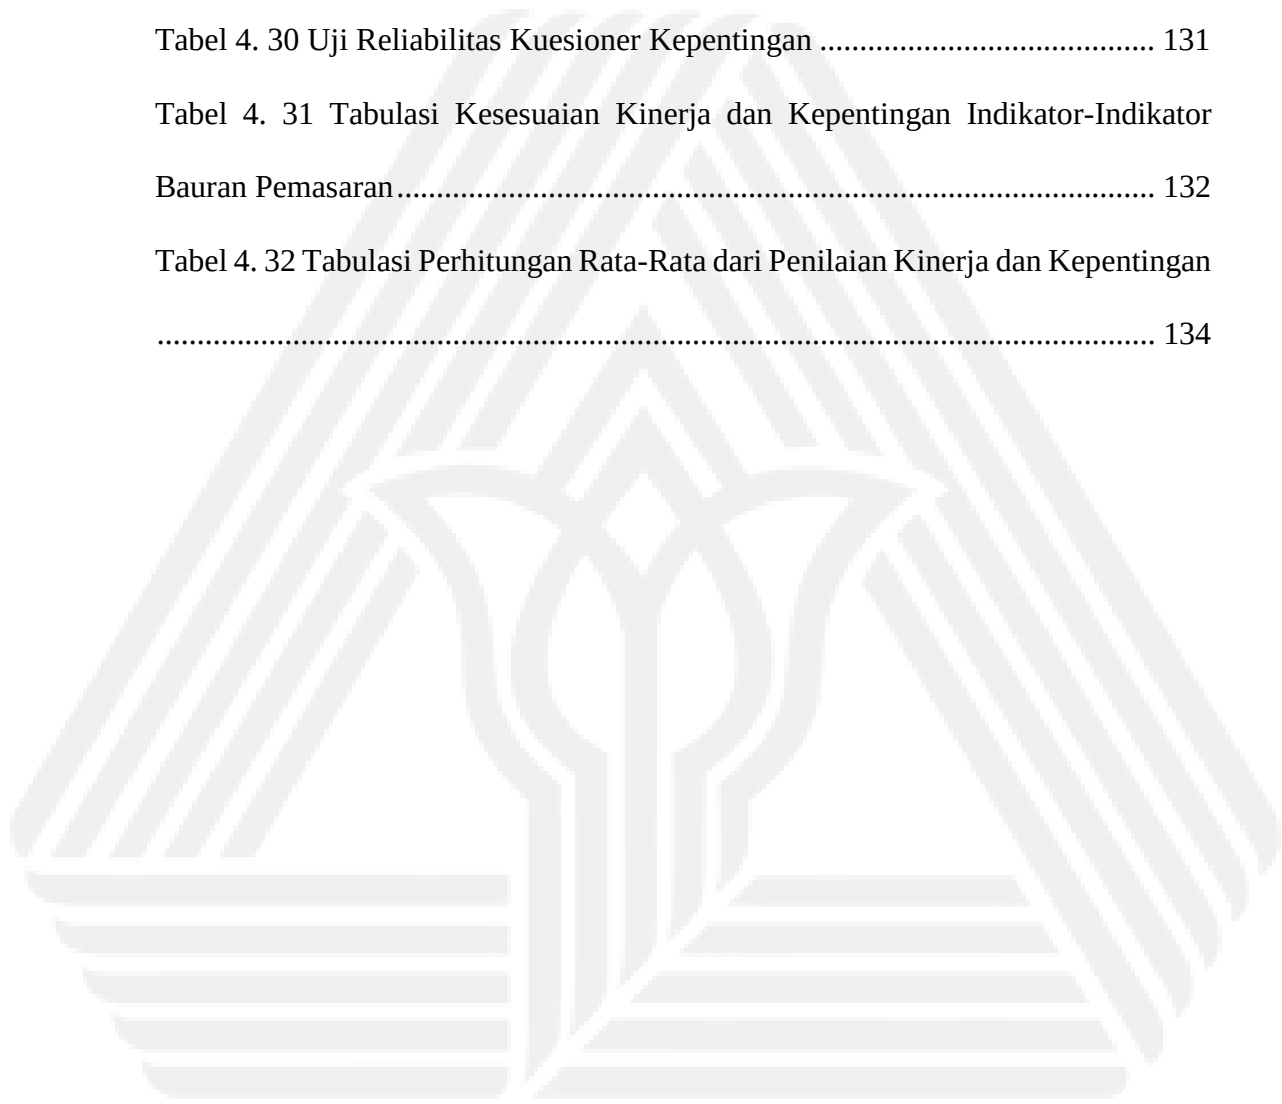 Tabel 4. 30 Uji Reliabilitas Kuesioner Kepentingan .......................................... 131
Tabel 4. 31 Tabulasi Kesesuaian Kinerja dan Kepentingan Indikator-Indikator
Bauran Pemasaran ............................................................................................... 132
Tabel 4. 32 Tabulasi Perhitungan Rata-Rata dari Penilaian Kinerja dan Kepentingan
............................................................................................................................. 134